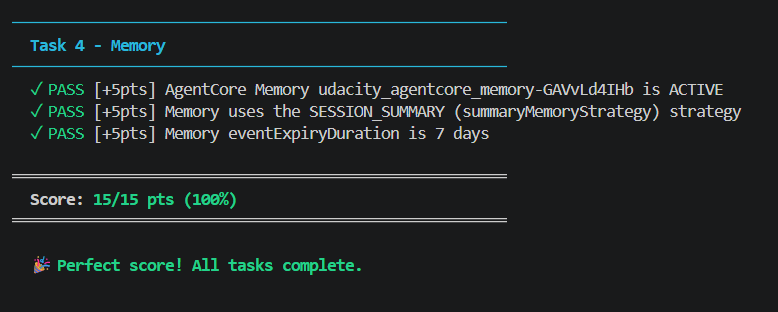 Task 4 - Memory
✓ PASS [+5pts] AgentCore Memory udacity_agentcore_memory-GAVvLd4IHb is ACTIVE
✓ PASS [+5pts] Memory uses the SESSION_SUMMARY (summaryMemoryStrategy) strategy
✓ PASS [+5pts] Memory eventExpiryDuration is 7 days
Score: 15/15 pts (100%)
🎉 Perfect score! All tasks complete.